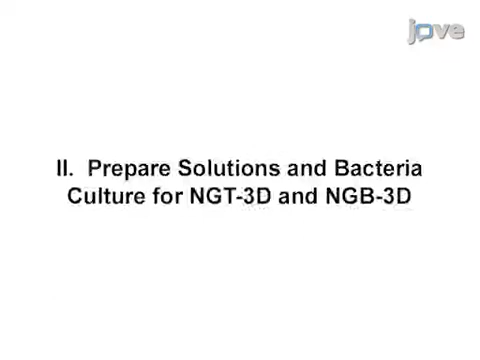 jove
II. Prepare Solutions and Bacteria
Culture for NGT-3D and NGB-3D